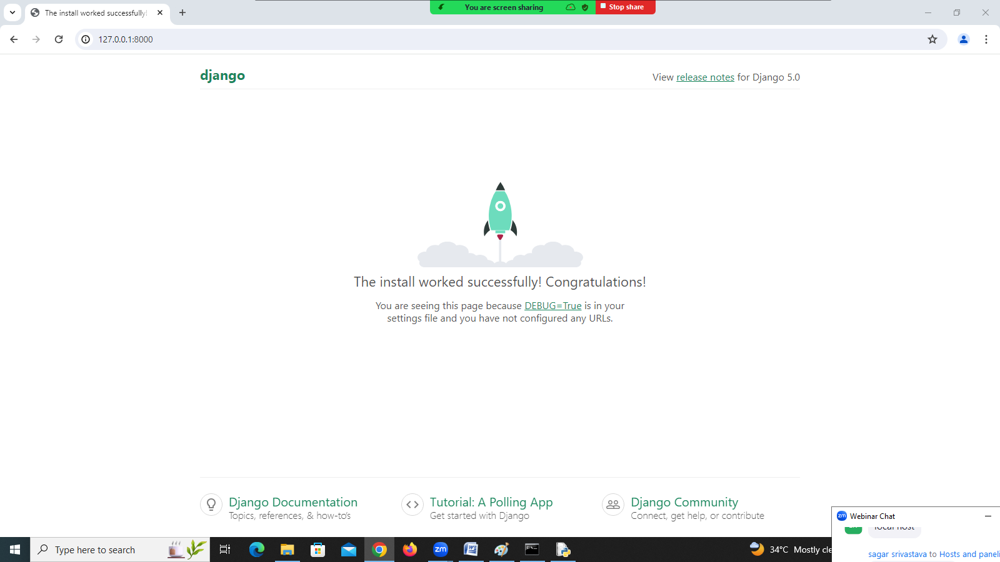 The install worked successfully!
You are screen sharing
Stop share
127.0.0.1:8000
django
View release notes for Django 5.0
The install worked successfully! Congratulations!
You are seeing this page because DEBUG=True is in your
settings file and you have not configured any URLs.
Django Documentation
Topics, references, & how-to's
Tutorial: A Polling App
Get started with Django
Django Community
Connect, get help, or contribute
zm Webinar Chat
local host
sagar srivastava to Hosts and paneli
Type here to search
zm
34°C Mostly cle